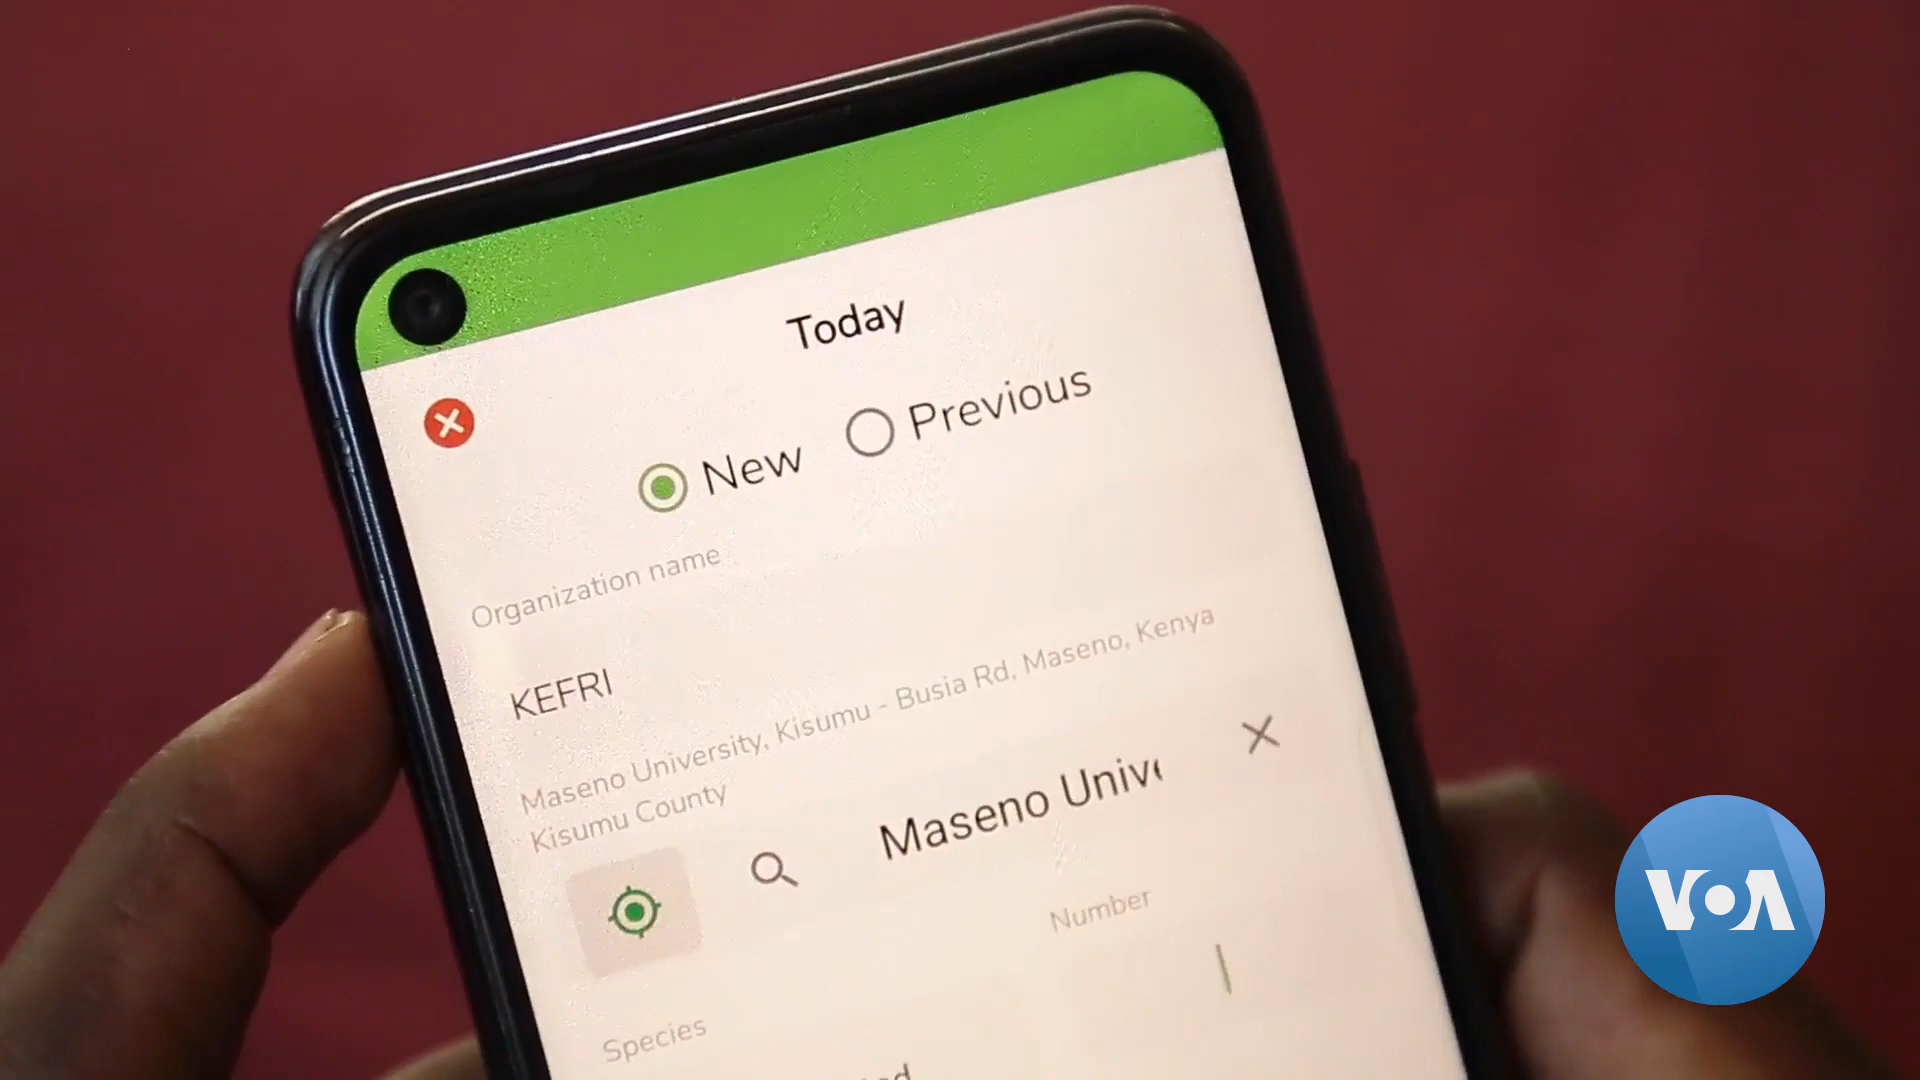 Today
New
Previous
Organization name
KEFRI
Maseno University, Kisumu - Busia Rd, Maseno, Kenya
Kisumu County
Maseno Unive
Number
Species
VOA